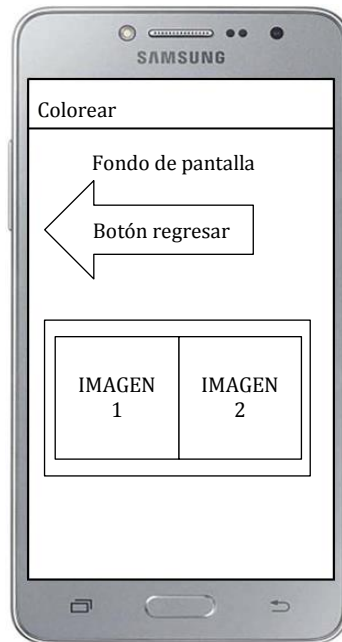 SAMSUNG
Colorear
Fondo de pantalla
Botón regresar
IMAGEN
1
IMAGEN
2